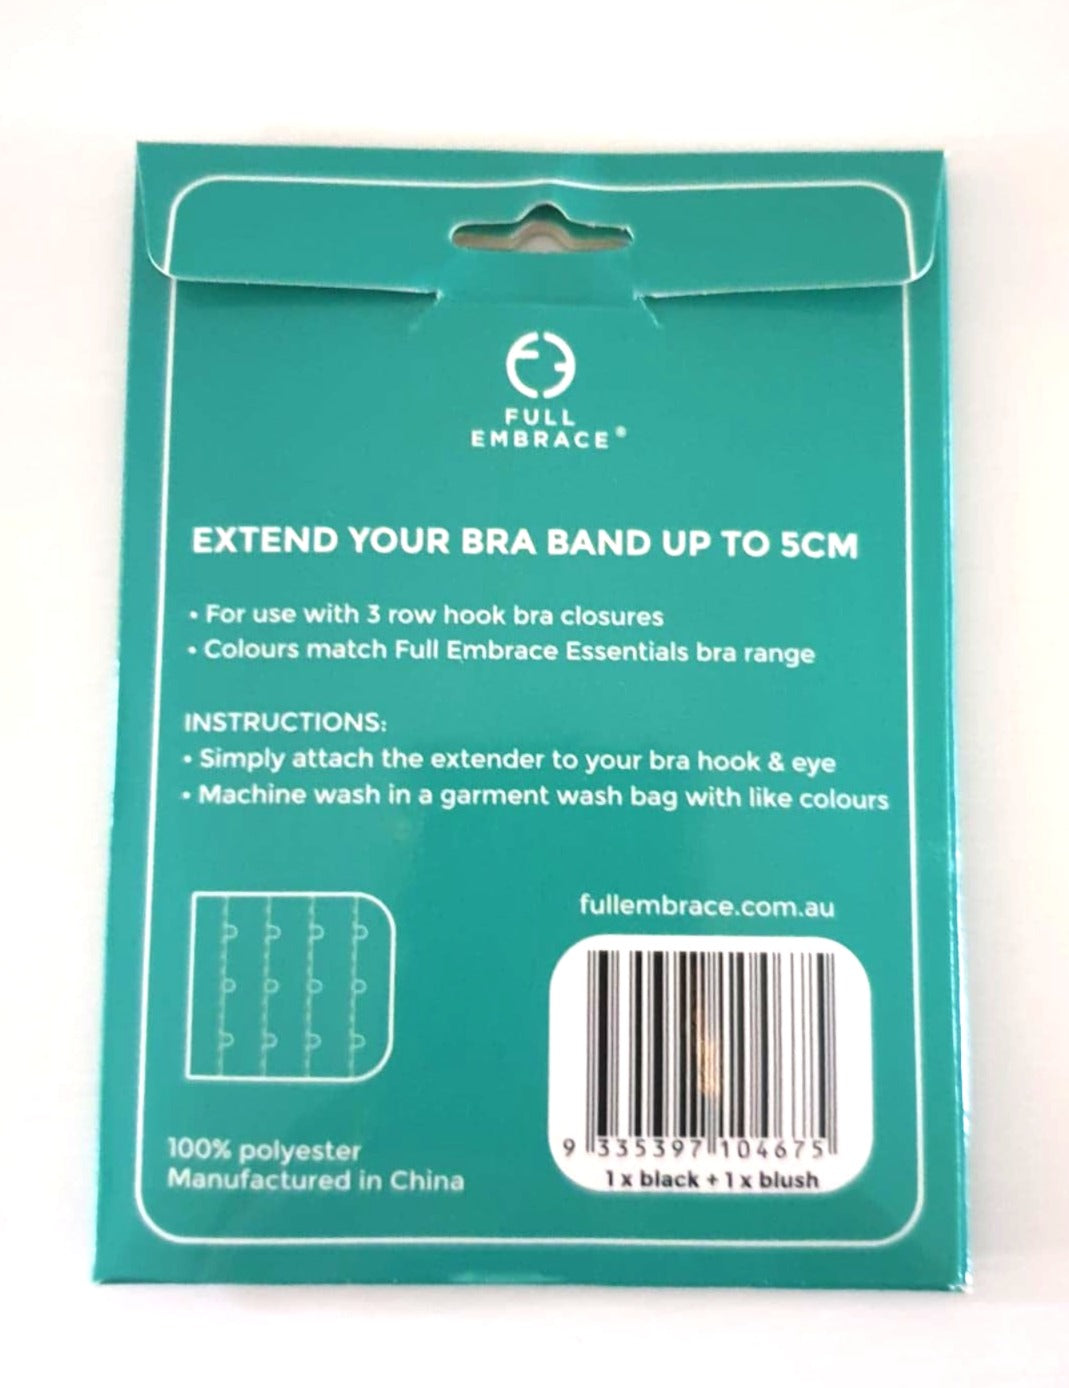 FULL
EMBRACE®
EXTEND YOUR BRA BAND UP TO 5CM
• For use with 3 row hook bra closures
• Colours match Full Embrace Essentials bra range
INSTRUCTIONS:
• Simply attach the extender to your bra hook & eye
• Machine wash in a garment wash bag with like colours
fullembrace.com.au
9 335397 104675
1 x black + 1 x blush
100% polyester
Manufactured in China